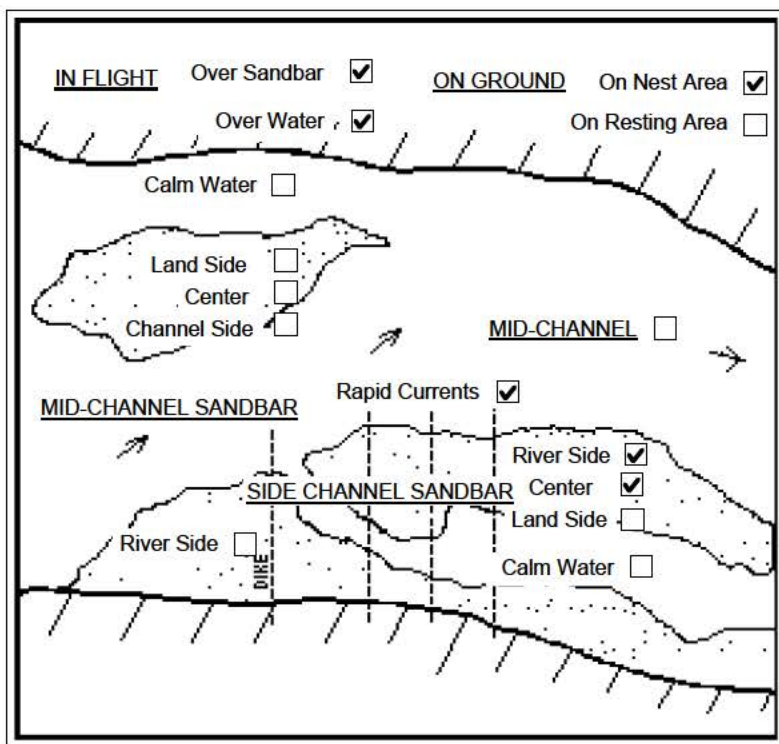 IN FLIGHT Over Sandbar ON GROUND On Nest Area
Over Water On Resting Area
Calm Water
Land Side
Center
Channel Side
MID-CHANNEL
Rapid Currents
MID-CHANNEL SANDBAR
River Side
SIDE CHANNEL SANDBAR Center
Land Side
River Side
DIKE
Calm Water